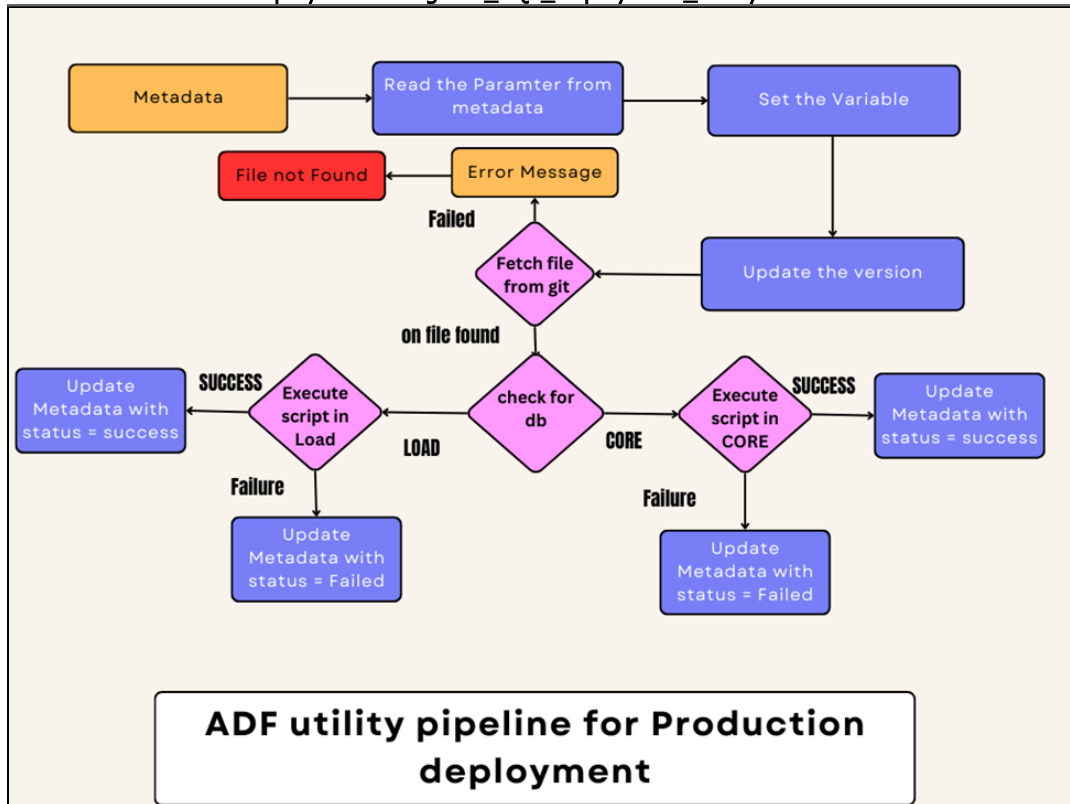 Metadata
Read the Paramter from
metadata
Set the Variable
File not Found
Error Message
Failed
Fetch file
from git
Update the version
on file found
Update
Metadata with
status = success
SUCCESS
Execute
script in
Load
LOAD
check for
db
CORE
Execute
script in
CORE
SUCCESS
Update
Metadata with
status = success
Failure
Update
Metadata with
status = Failed
Failure
Update
Metadata with
status = Failed
ADF utility pipeline for Production
deployment